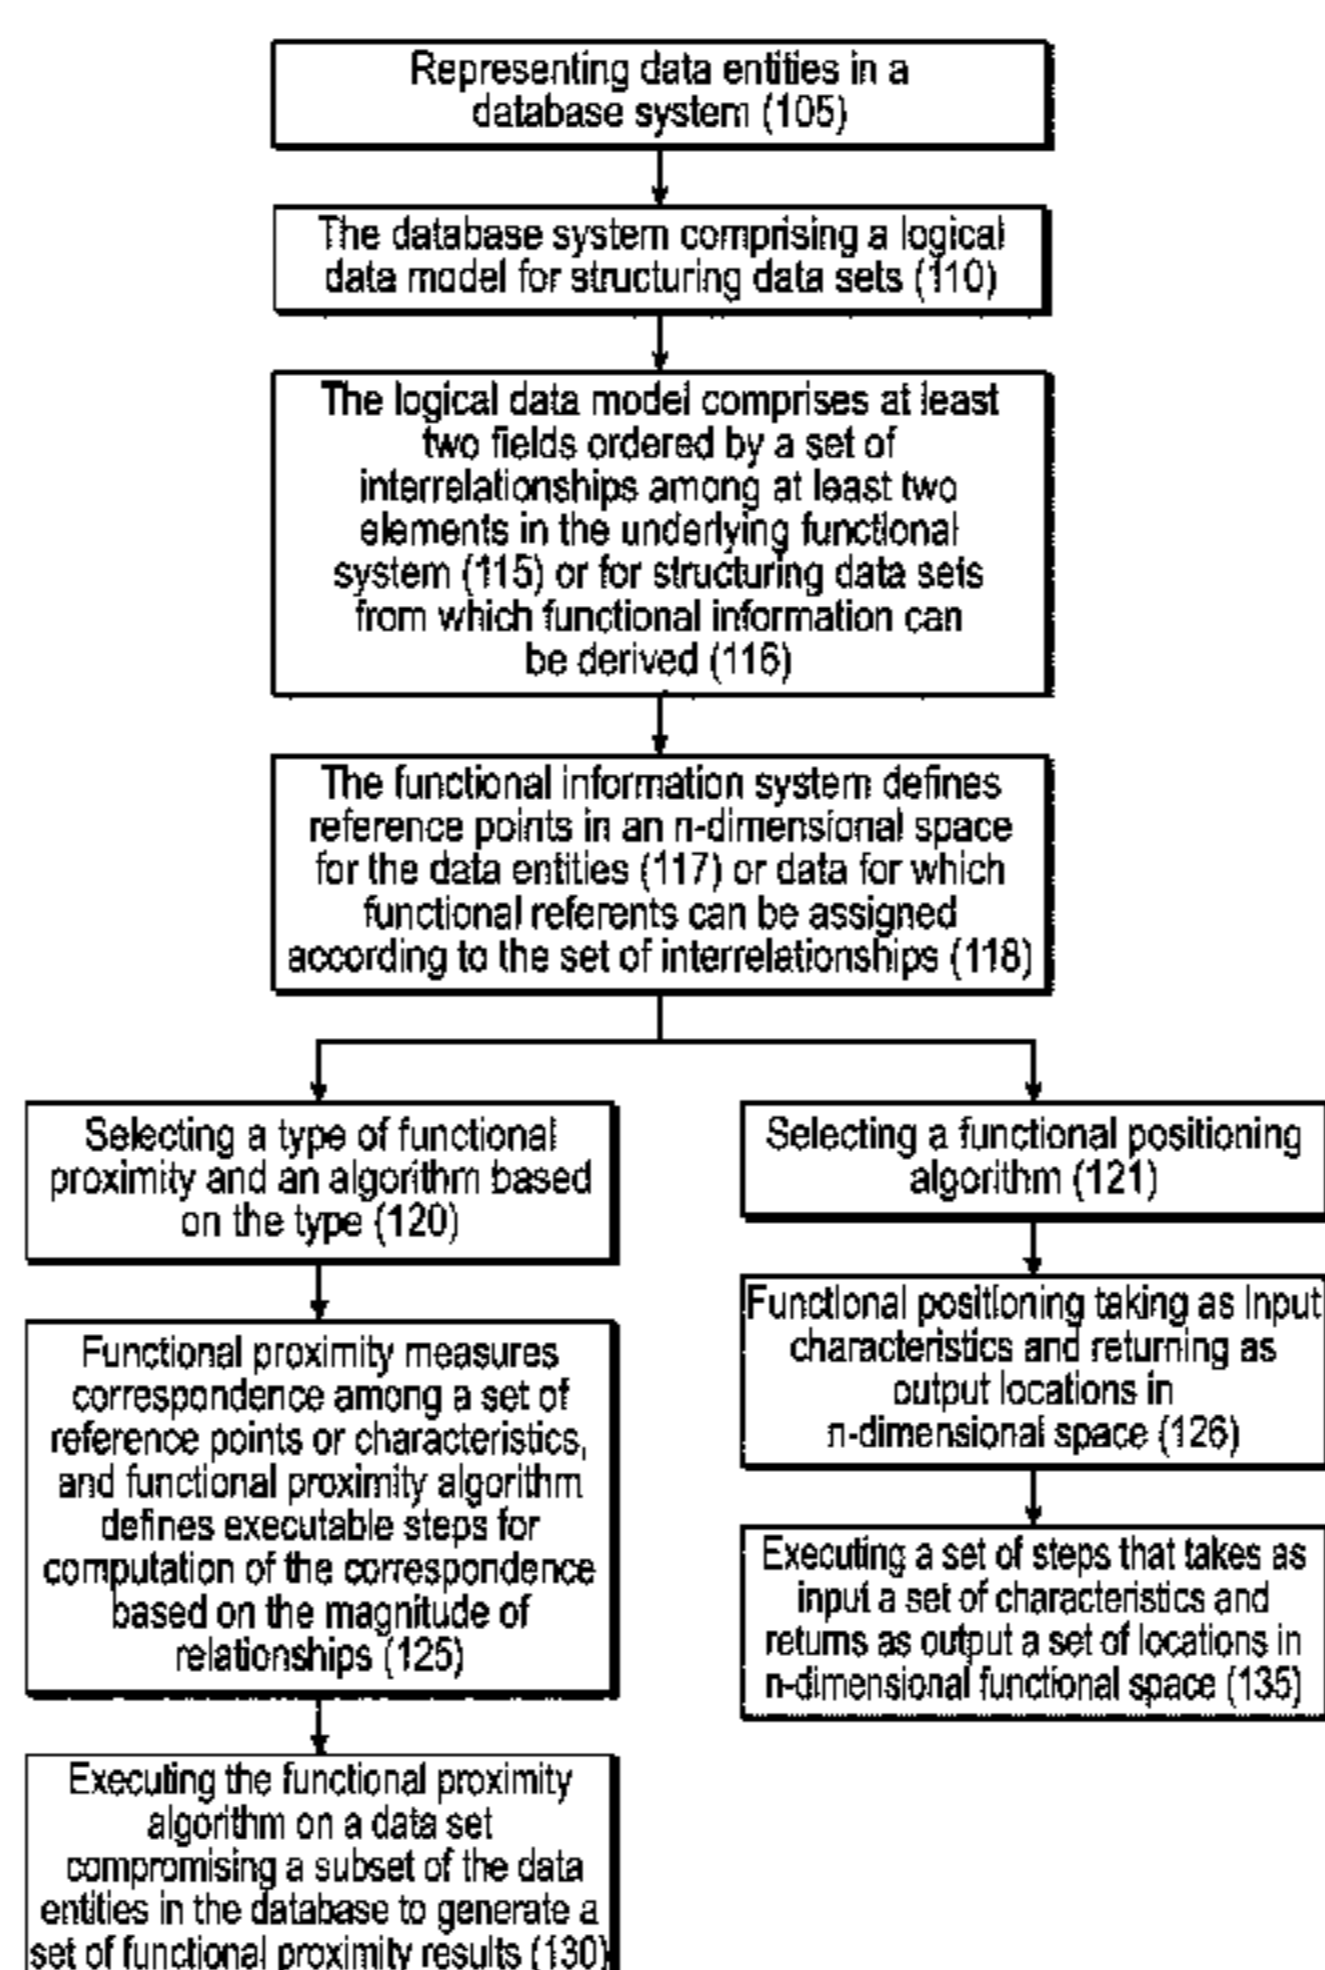 Representing data entities in a
database system (105)
The database system comprising a logical
data model for structuring data sets (110)
The logical data model comprises at least
two fields ordered by a set of
interrelationships among at least two
elements in the underlying functional
system (115) or for structuring data sets
from which functional information can
be derived (116)
The functional information system defines
reference points in an n-dimensional space
for the data entities (117) or data for which
functional referents can be assigned
according to the set of interrelationships (118)
Selecting a type of functional
proximity and an algorithm based
on the type (120)
Functional proximity measures
correspondence among a set of
reference points or characteristics,
and functional proximity algorithm
defines executable steps for
computation of the correspondence
based on the magnitude of
relationships (125)
Executing the functional proximity
algorithm on a data set
compromising a subset of the data
entities in the database to generate a
set of functional proximity results (130)
Selecting a functional positioning
algorithm (121)
Functional positioning taking as Input
characteristics and returning as
output locations in
n-dimensional space (126)
Executing a set of steps that takes as
input a set of characteristics and
returns as output a set of locations in
n-dimensional functional space (135)